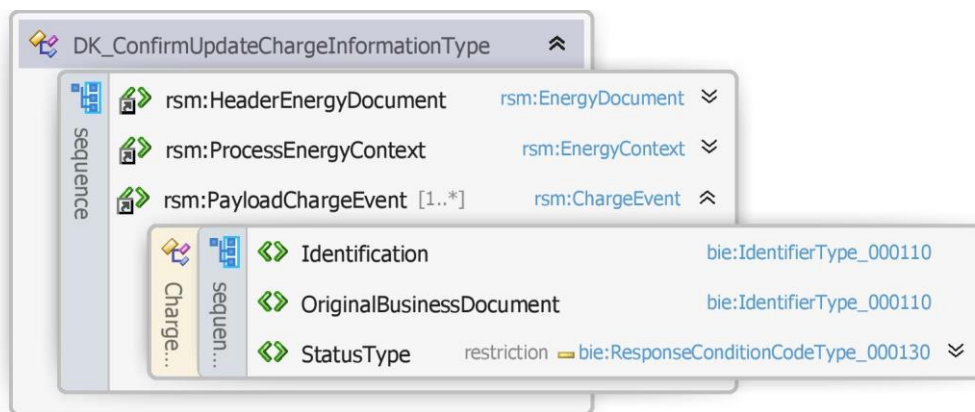 DK_ConfirmUpdateChargeInformationType
sequence
rsm:HeaderEnergyDocument rsm:EnergyDocument
rsm:ProcessEnergyContext rsm:EnergyContext
rsm:PayloadChargeEvent [1..*] rsm:ChargeEvent
Charge...
sequen...
Identification bie:IdentifierType_000110
OriginalBusinessDocument bie:IdentifierType_000110
StatusType restriction bie:ResponseConditionCodeType_000130